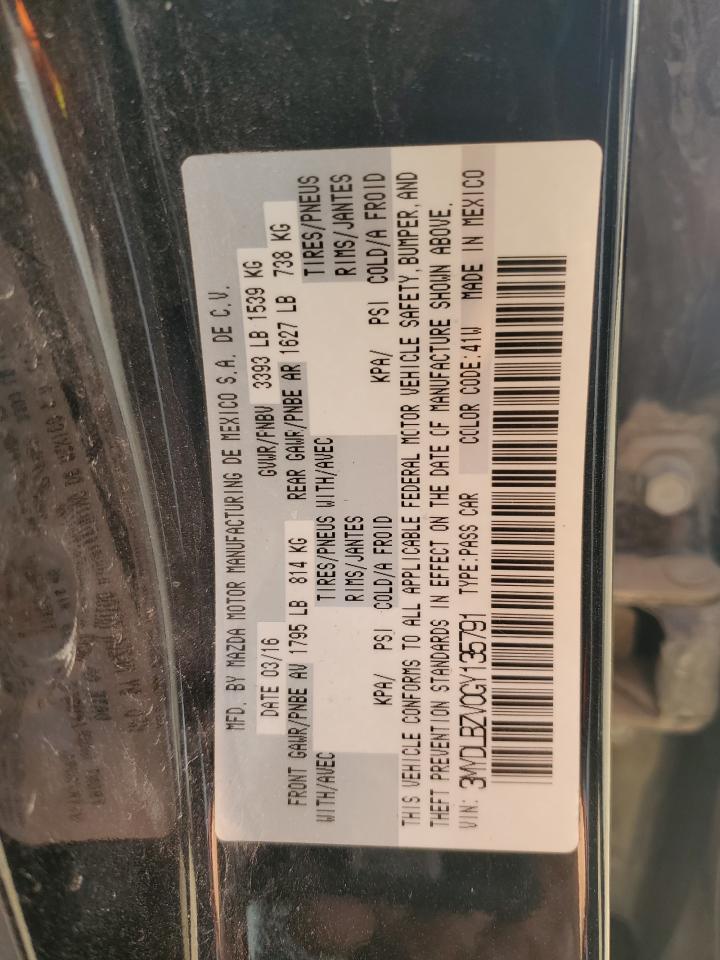 MFD. BY MAZDA MOTOR MANUFACTURING DE MEXICO S.A. DE C.V.
DATE 03/16 GVWR/FNBV 3393 LB 1539 KG
FRONT GAWR/PNBE AV 1795 LB 814 KG REAR GAWR/PNBE AR 1627 LB 738 KG
WITH/AVEC TIRES/PNEUS WITH/AVEC TIRES/PNEUS
RIMS/JANTES RIMS/JANTES
KPA/ PSI COLD/A FROID KPA/ PSI COLD/A FROID
THIS VEHICLE CONFORMS TO ALL APPLICABLE FEDERAL MOTOR VEHICLE SAFETY, BUMPER, AND
THEFT PREVENTION STANDARDS IN EFFECT ON THE DATE OF MANUFACTURE SHOWN ABOVE.
VIN: 3MYDLBZV0GY135791 TYPE:PASS CAR COLOR CODE:41W MADE IN MEXICO